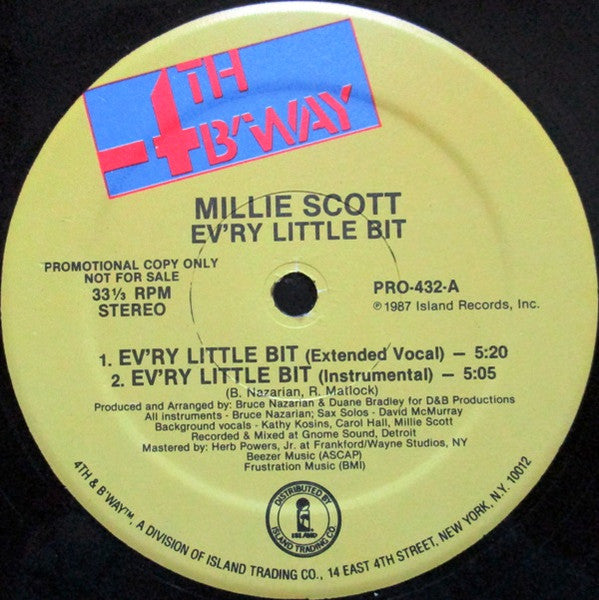 4TH
B'WAY
MILLIE SCOTT
EV'RY LITTLE BIT
PROMOTIONAL COPY ONLY
NOT FOR SALE
33⅓ RPM
STEREO
PRO-432-A
℗1987 Island Records, Inc.
1. EV'RY LITTLE BIT (Extended Vocal) – 5:20
2. EV'RY LITTLE BIT (Instrumental) – 5:05
(B. Nazarian, R. Matlock)
Produced and Arranged by: Bruce Nazarian & Duane Bradley for D&B Productions
All instruments - Bruce Nazarian; Sax Solos - David McMurray
Background vocals - Kathy Kosins, Carol Hall, Millie Scott
Recorded & Mixed at Gnome Sound, Detroit
Mastered by: Herb Powers, Jr. at Frankford/Wayne Studios, NY
Beezer Music (ASCAP)
Frustration Music (BMI)
DISTRIBUTED BY
ISLAND
ISLAND TRADING CO.
4TH & B'WAY™, A DIVISION OF ISLAND TRADING CO., 14 EAST 4TH STREET, NEW YORK, N.Y. 10012